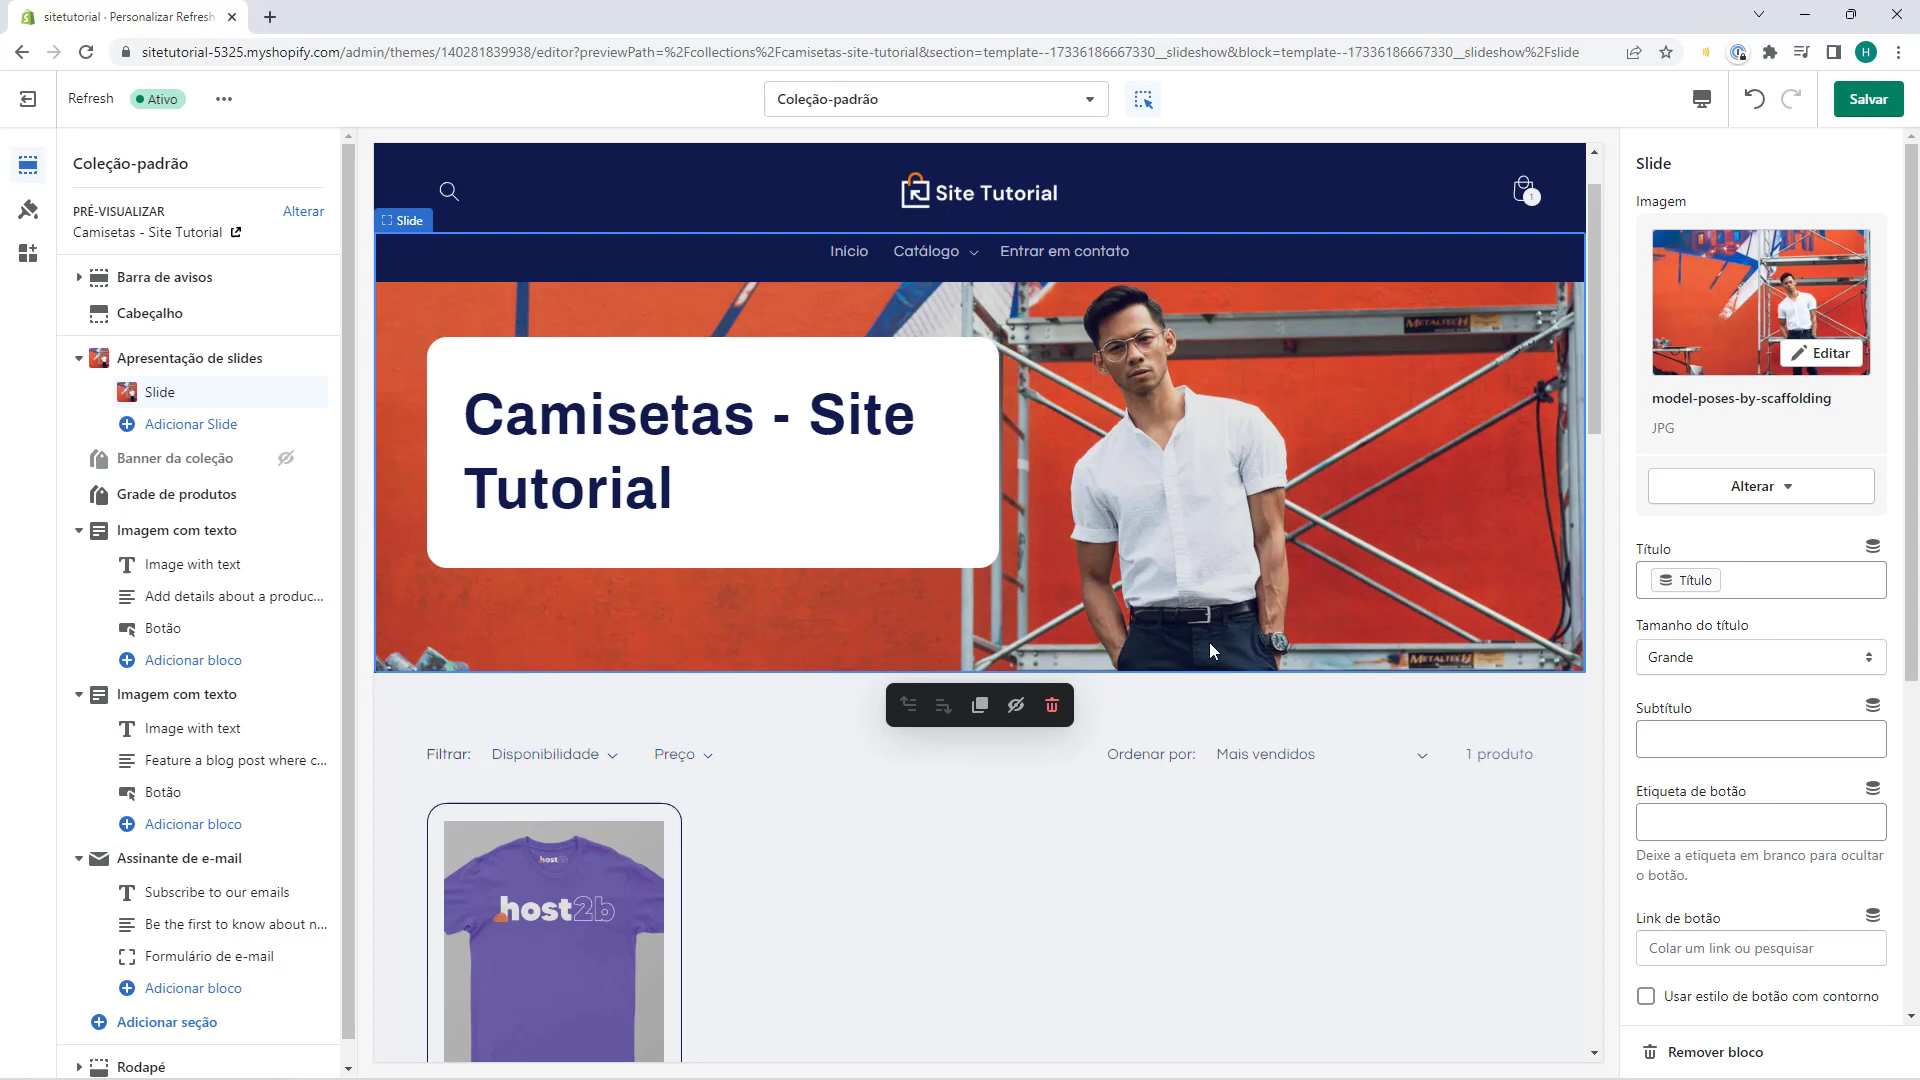 sitetutorial · Personalizar Refresh
sitetutorial-5325.myshopify.com/admin/themes/140281839938/editor?previewPath=%2Fcollections%2Fcamisetas-site-tutorial&section=template--17336186667330__slideshow&block=template--17336186667330__slideshow%2Fslide
H
Refresh
Ativo
Coleção-padrão
Salvar
Coleção-padrão
PRÉ-VISUALIZAR
Alterar
Camisetas - Site Tutorial
Barra de avisos
Cabeçalho
Apresentação de slides
Slide
Adicionar Slide
Banner da coleção
Grade de produtos
Imagem com texto
Image with text
Add details about a produc...
Botão
Adicionar bloco
Imagem com texto
Image with text
Feature a blog post where c...
Botão
Adicionar bloco
Assinante de e-mail
Subscribe to our emails
Be the first to know about n...
Formulário de e-mail
Adicionar bloco
Adicionar seção
Rodapé
Site Tutorial
1
Slide
Início
Catálogo
Entrar em contato
METALTECH
Camisetas - Site
Tutorial
METALTECH
Filtrar:
Disponibilidade
Preço
Ordenar por:
Mais vendidos
1 produto
host2b
host2b
Slide
Imagem
Editar
model-poses-by-scaffolding
JPG
Alterar
Título
Título
Tamanho do título
Grande
Subtítulo
Etiqueta de botão
Deixe a etiqueta em branco para ocultar
o botão.
Link de botão
Colar um link ou pesquisar
Usar estilo de botão com contorno
Remover bloco